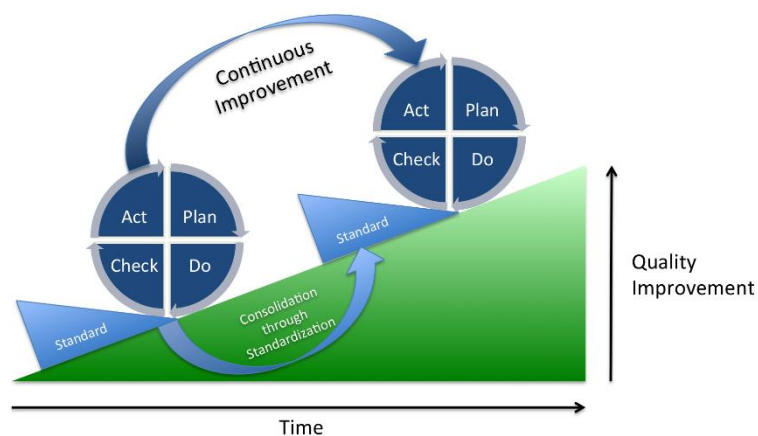 Continuous
Improvement
Act
Plan
Check
Do
Act
Plan
Check
Do
Standard
Standard
Consolidation
through
Standardization
Quality
Improvement
Time